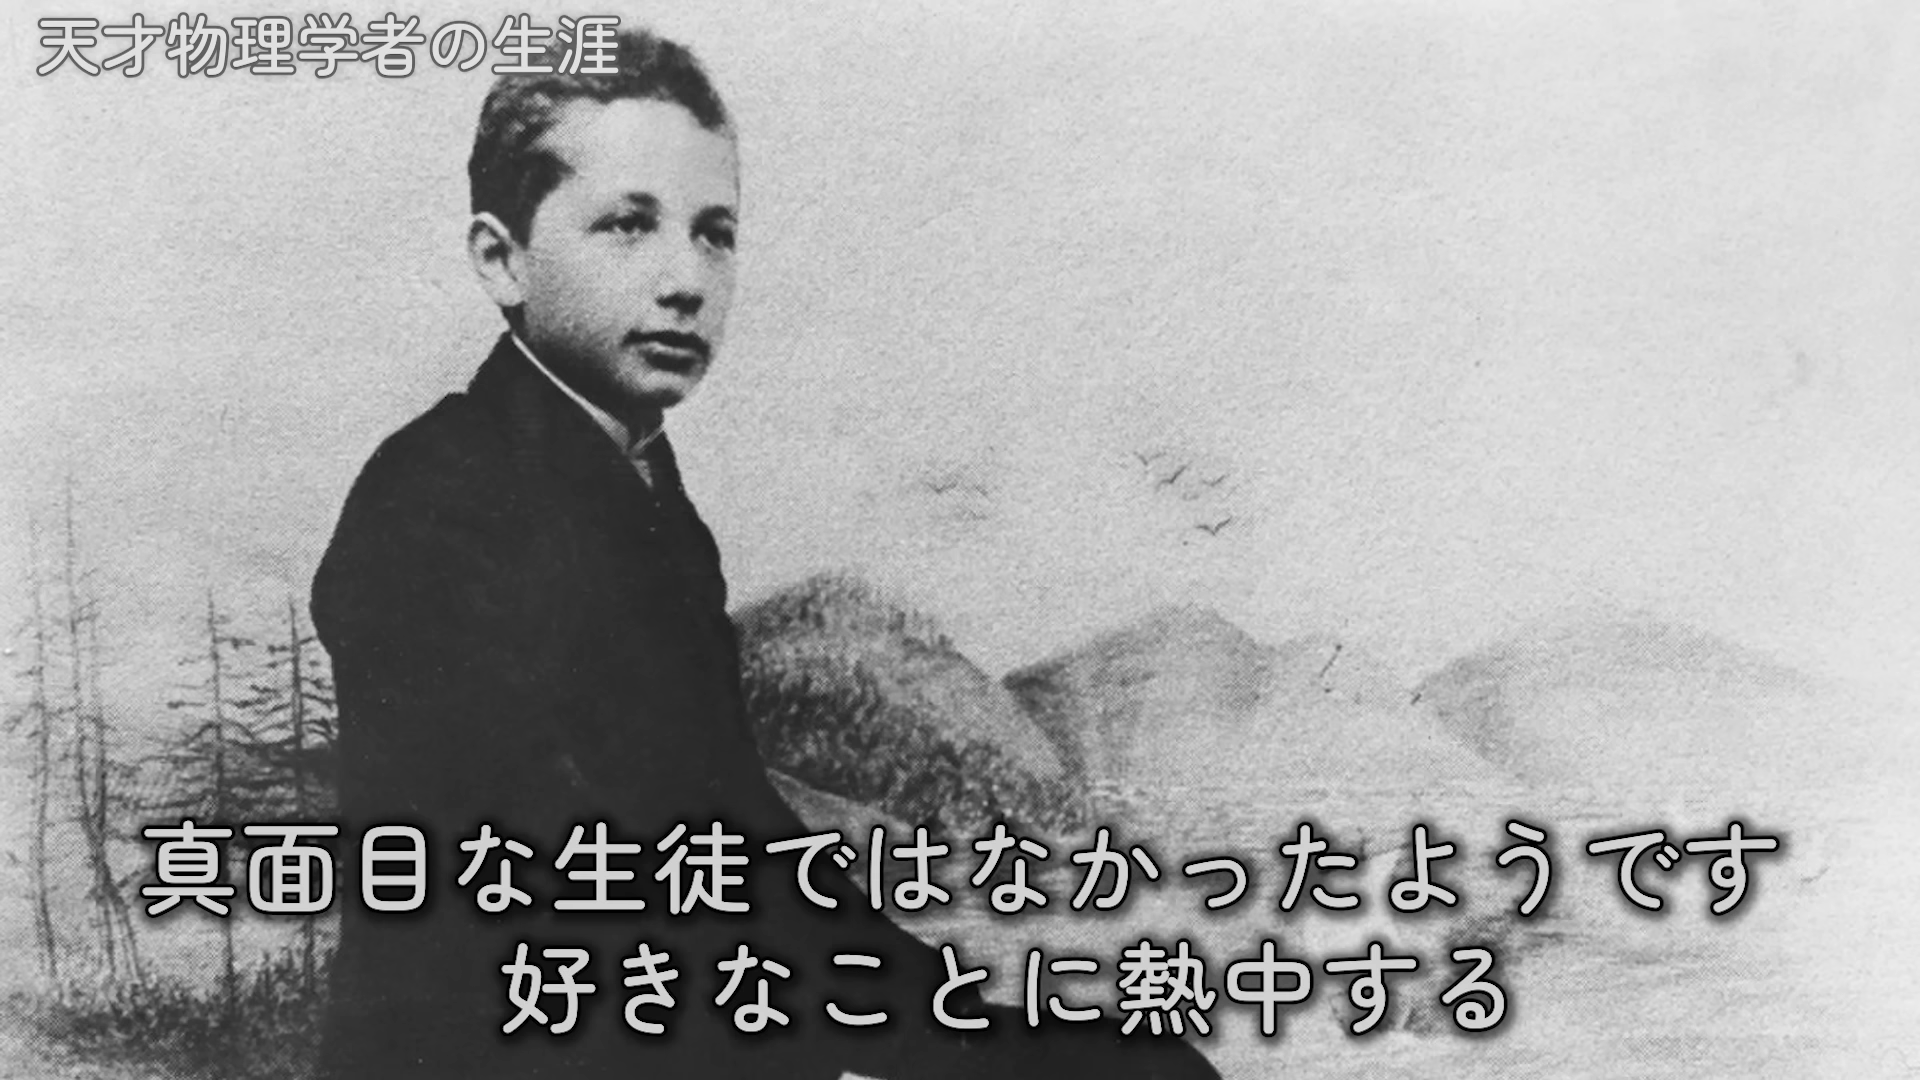 天才物理学者の生涯
真面目な生徒ではなかったようです
好きなことに熱中する